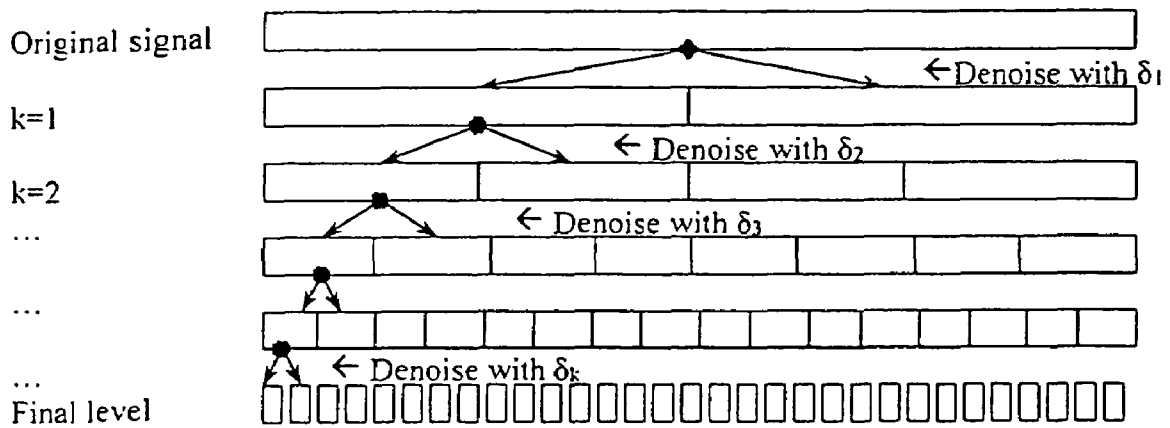 Original signal
←Denoise with δ1
k=1
← Denoise with δ2
k=2
← Denoise with δ3
...
...
← Denoise with δk
...
Final level